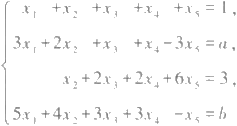 x₁ + x₂ + x₃ + x₄ + x₅ = 1,
3x₁ + 2x₂ + x₃ + x₄ − 3x₅ = a,
x₂ + 2x₃ + 2x₄ + 6x₅ = 3,
5x₁ + 4x₂ + 3x₃ + 3x₄ − x₅ = b